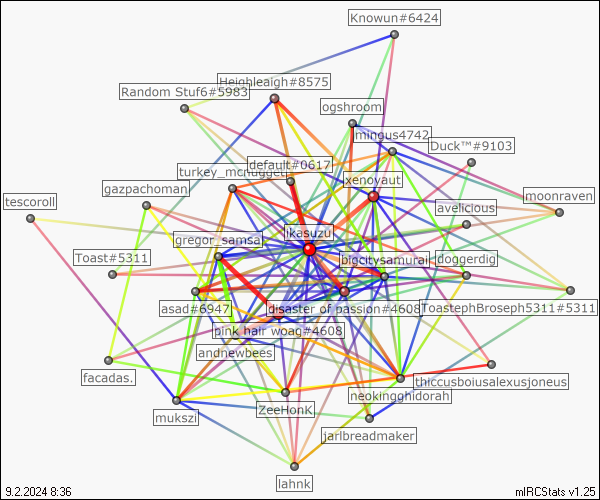 Knowun#6424
Heighleigh#8575
Random Stuf6#5983
ogshroom
mingus4742
Duck™#9103
default#0617
turkey_mcnugget
xenovaut
gazpachoman
moonraven
tescoroll
avelicious
ikasuzu
gregor_samsa
Toast#5311
bigcitysamurai
doggerdig
disaster of passion#4608
ToastephBroseph5311#5311
asad#6947
pink hair woag#4608
andnewbees
facadas.
thiccusboiusalexusjoneus
neokingghidorah
ZeeHonK
mukszi
jarlbreadmaker
lahnk
9.2.2024 8:36
mIRCStats v1.25